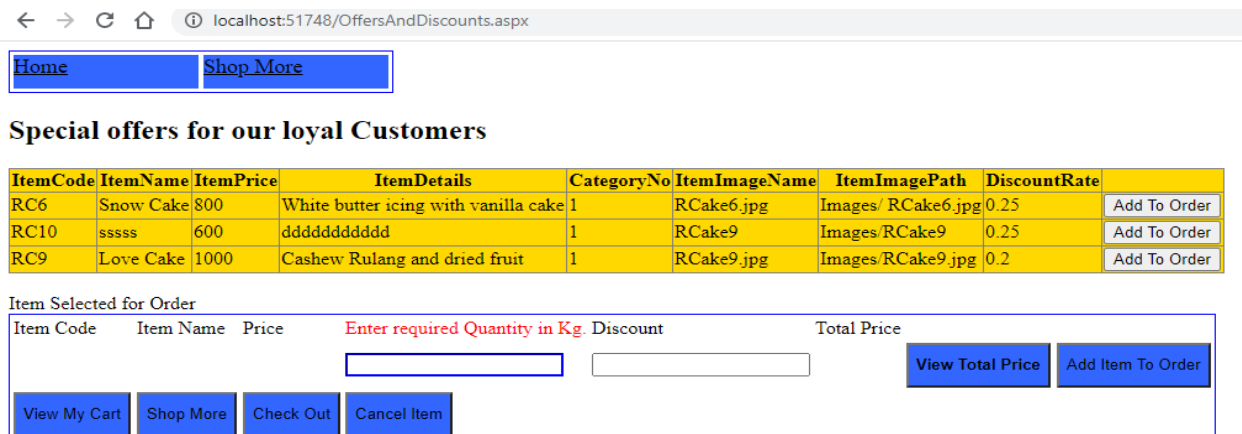 localhost:51748/OffersAndDiscounts.aspx
Home Shop More
Special offers for our loyal Customers
ItemCode ItemName ItemPrice ItemDetails CategoryNo ItemImageName ItemImagePath DiscountRate
RC6 Snow Cake 800 White butter icing with vanilla cake 1 RCake6.jpg Images/ RCake6.jpg 0.25 Add To Order
RC10 sssss 600 ddddddddddd 1 RCake9 Images/RCake9 0.25 Add To Order
RC9 Love Cake 1000 Cashew Rulang and dried fruit 1 RCake9.jpg Images/RCake9.jpg 0.2 Add To Order
Item Selected for Order
Item Code Item Name Price Enter required Quantity in Kg. Discount Total Price
View Total Price Add Item To Order
View My Cart Shop More Check Out Cancel Item